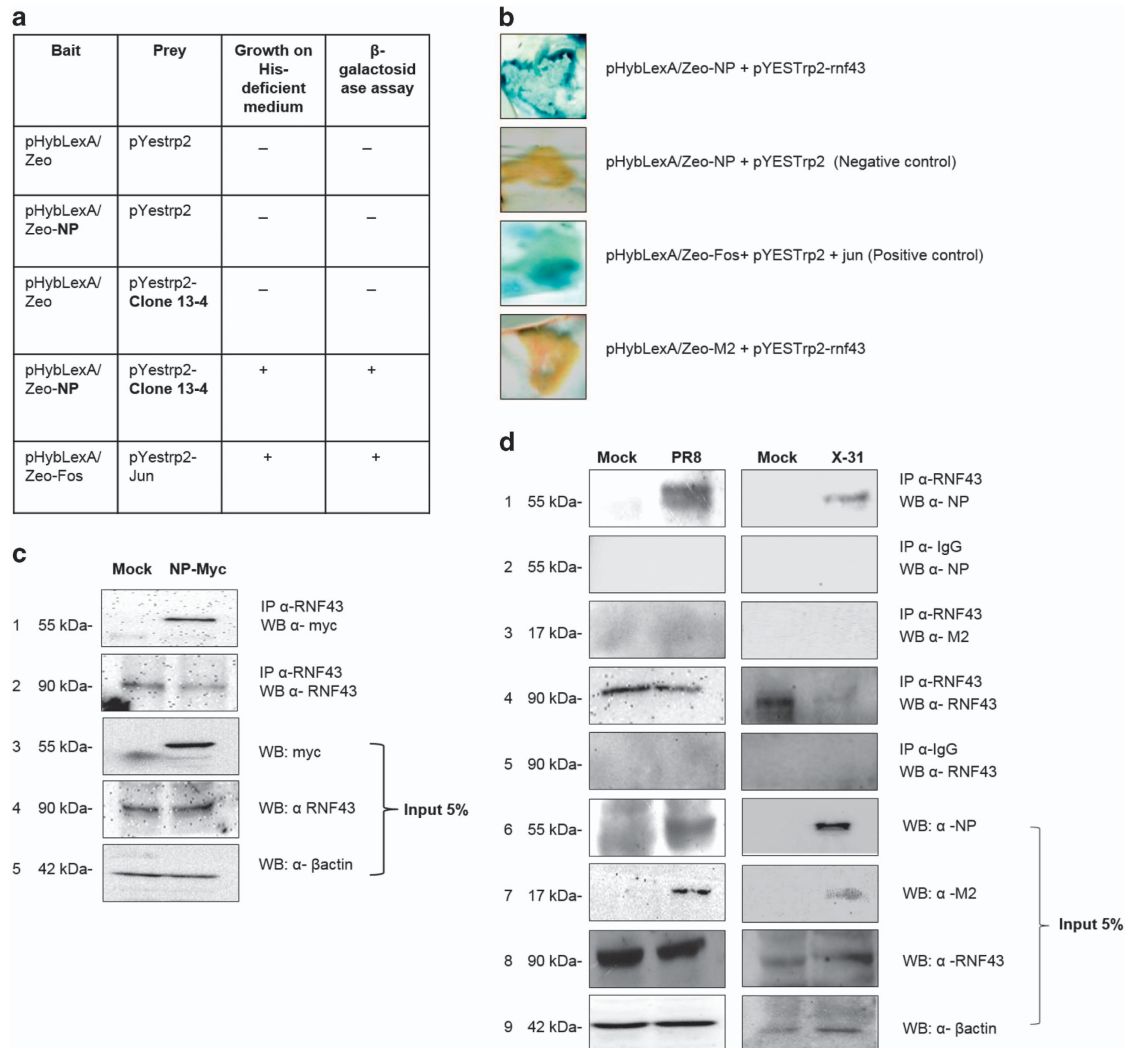 a
Bait Prey Growth on His-deficient medium β-galactosid ase assay
pHybLexA/ Zeo pYestrp2 – –
pHybLexA/ Zeo-NP pYestrp2 – –
pHybLexA/ Zeo pYestrp2- Clone 13-4 – –
pHybLexA/ Zeo-NP pYestrp2- Clone 13-4 + +
pHybLexA/ Zeo-Fos pYestrp2- Jun + +
b
pHybLexA/Zeo-NP + pYESTrp2-rnf43
pHybLexA/Zeo-NP + pYESTrp2 (Negative control)
pHybLexA/Zeo-Fos+ pYESTrp2 + jun (Positive control)
pHybLexA/Zeo-M2 + pYESTrp2-rnf43
c
Mock NP-Myc
1 55 kDa- IP α-RNF43
WB α- myc
2 90 kDa- IP α-RNF43
WB α- RNF43
3 55 kDa- WB: myc
4 90 kDa- WB: α RNF43
5 42 kDa- WB: α- βactin
Input 5%
d
Mock PR8 Mock X-31
1 55 kDa- IP α-RNF43
WB α- NP
2 55 kDa- IP α- IgG
WB α- NP
3 17 kDa- IP α-RNF43
WB α- M2
4 90 kDa- IP α-RNF43
WB α- RNF43
5 90 kDa- IP α-IgG
WB α- RNF43
6 55 kDa- WB: α -NP
7 17 kDa- WB: α -M2
8 90 kDa- WB: α -RNF43
9 42 kDa- WB: α- βactin
Input 5%